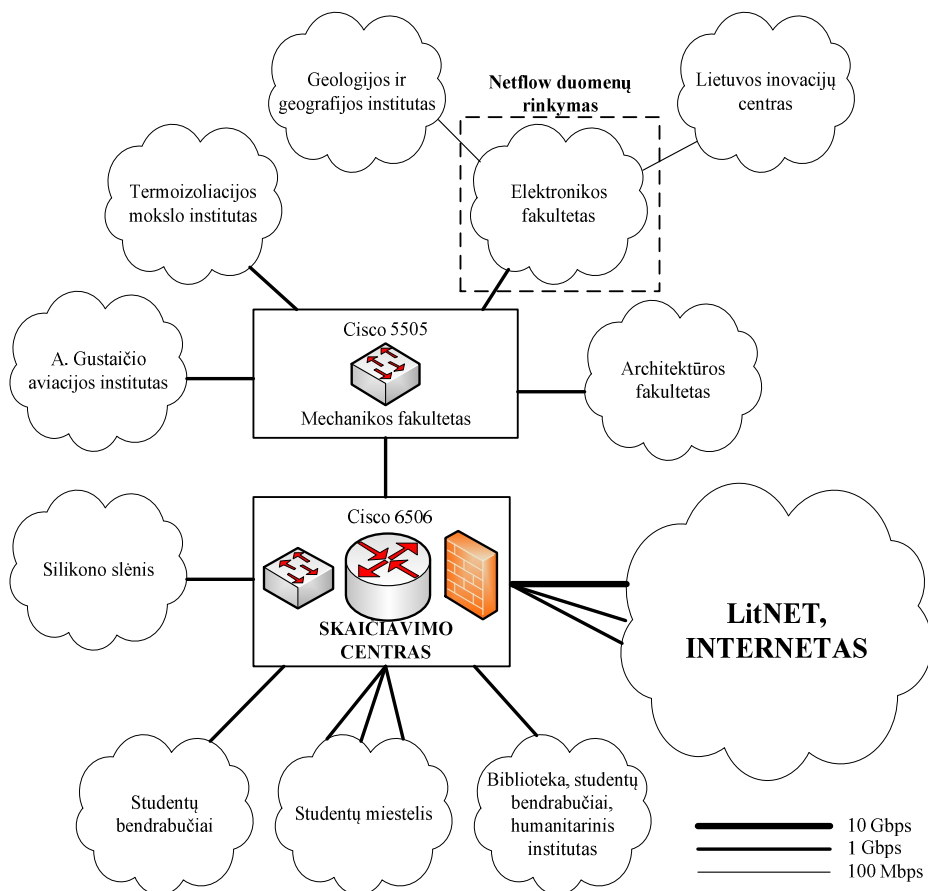 Geologijos ir
geografijos institutas
Netflow duomenų
rinkymas
Lietuvos inovacijų
centras
Termoizoliacijos
mokslo institutas
Elektronikos
fakultetas
A. Gustaičio
aviacijos institutas
Cisco 5505
Mechanikos fakultetas
Architektūros
fakultetas
Silikono slėnis
Cisco 6506
SKAIČIAVIMO
CENTRAS
LitNET,
INTERNETAS
Studentų
bendrabučiai
Studentų miestelis
Biblioteka, studentų
bendrabučiai,
humanitarinis
institutas
10 Gbps
1 Gbps
100 Mbps